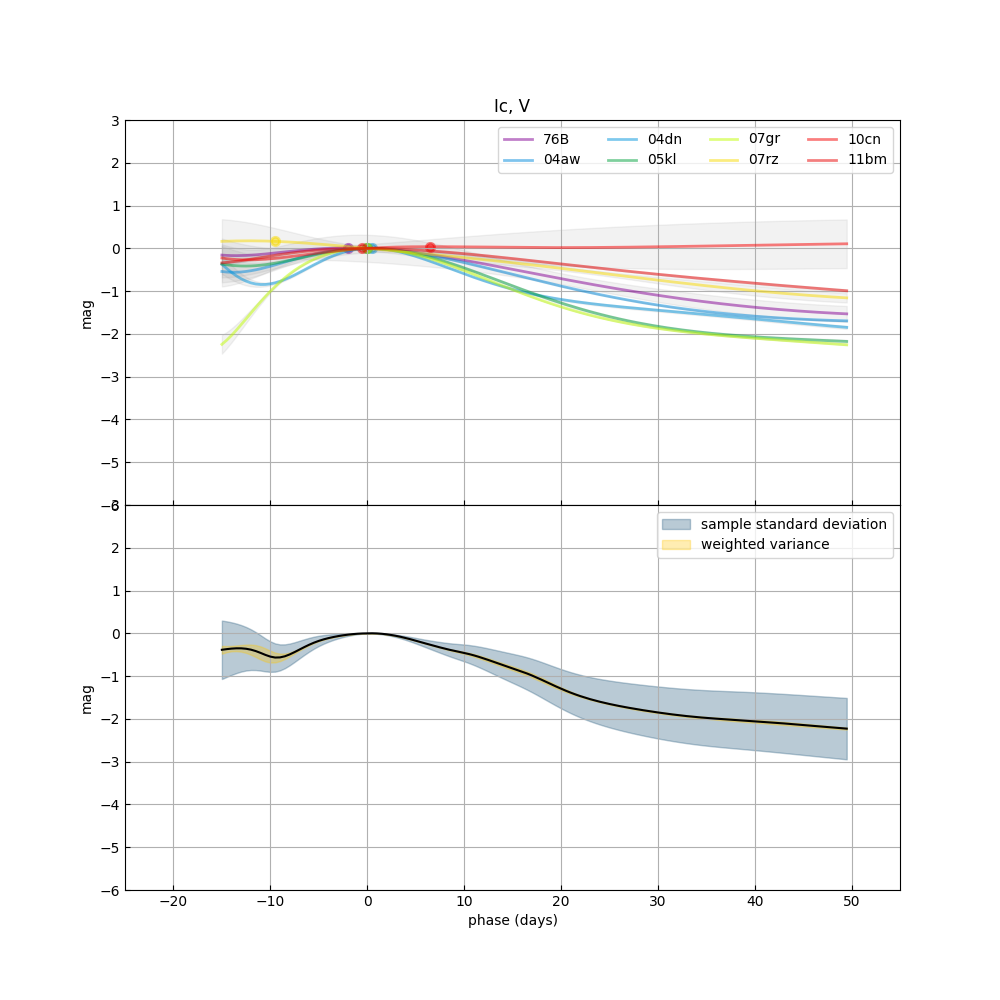 Ic, V
76B 04dn 07gr 10cn
04aw 05kl 07rz 11bm
3
2
1
0
−1
−2
−3
−4
−5
−6
mag
sample standard deviation
weighted variance
3
2
1
0
−1
−2
−3
−4
−5
−6
mag
−20 −10 0 10 20 30 40 50
phase (days)